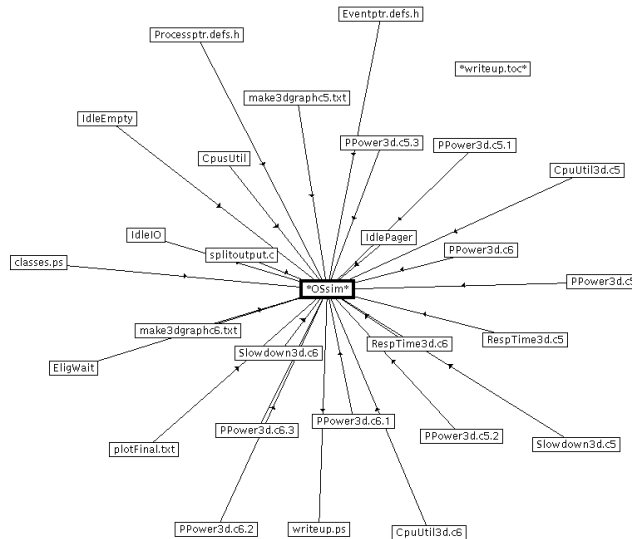 Eventptr.defs.h
Processptr.defs.h
*writeup.toc*
make3dgraphc5.txt
IdleEmpty
PPower3d.c5.3
PPower3d.c5.1
CpusUtil
CpuUtil3d.c5
IdleIO
IdlePager
splitoutput.c
PPower3d.c6
classes.ps
PPower3d.c5
*OSsim*
make3dgraphc6.txt
RespTime3d.c6
RespTime3d.c5
Slowdown3d.c6
EligWait
PPower3d.c6.1
PPower3d.c6.3
PPower3d.c5.2
Slowdown3d.c5
plotFinal.txt
PPower3d.c6.2
writeup.ps
CpuUtil3d.c6